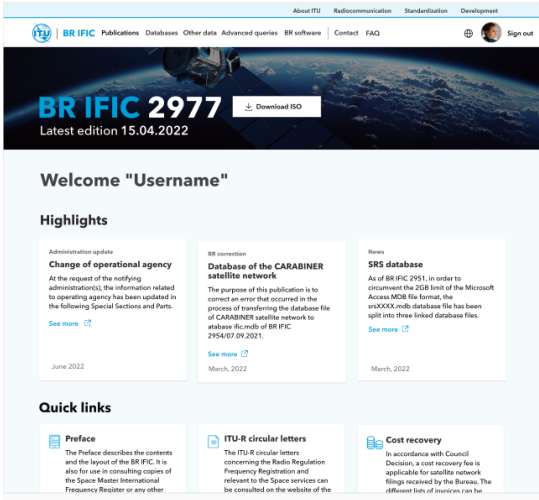 About ITU Radiocommunication Standardization Development
ITU BR IFIC Publications Databases Other data Advanced queries BR software Contact FAQ Sign out
BR IFIC 2977
Download ISO
Latest edition 15.04.2022
Welcome "Username"
Highlights
Administration update
Change of operational agency
At the request of the notifying
administration(s), the information related
to operating agency has been updated in
the following Special Sections and Parts.
See more
June 2022
BR correction
Database of the CARABINER
satellite network
The purpose of this publication is to
correct an error that occurred in the
process of transferring the database file
of CARABINER satellite network to
atabase ific.mdb of BR IFIC
2954/07.09.2021.
See more
March, 2022
News
SRS database
As of BR IFIC 2951, in order to
circumvent the 2GB limit of the Microsoft
Access MDB file format, the
srsXXXX.mdb database file has been
split into three linked database files.
See more
March, 2022
Quick links
Preface
The Preface describes the contents
and the layout of the BR IFIC. It is
also for use in consulting copies of
the Space Master International
Frequency Register or any other
ITU-R circular letters
The ITU-R circular letters
concerning the Radio Regulation
Frequency Registration and
relevant to the Space services can
be consulted on the website of the
Cost recovery
In accordance with Council
Decision, a cost recovery fee is
applicable for satellite network
filings received by the Bureau. The
different lists of invoices can be